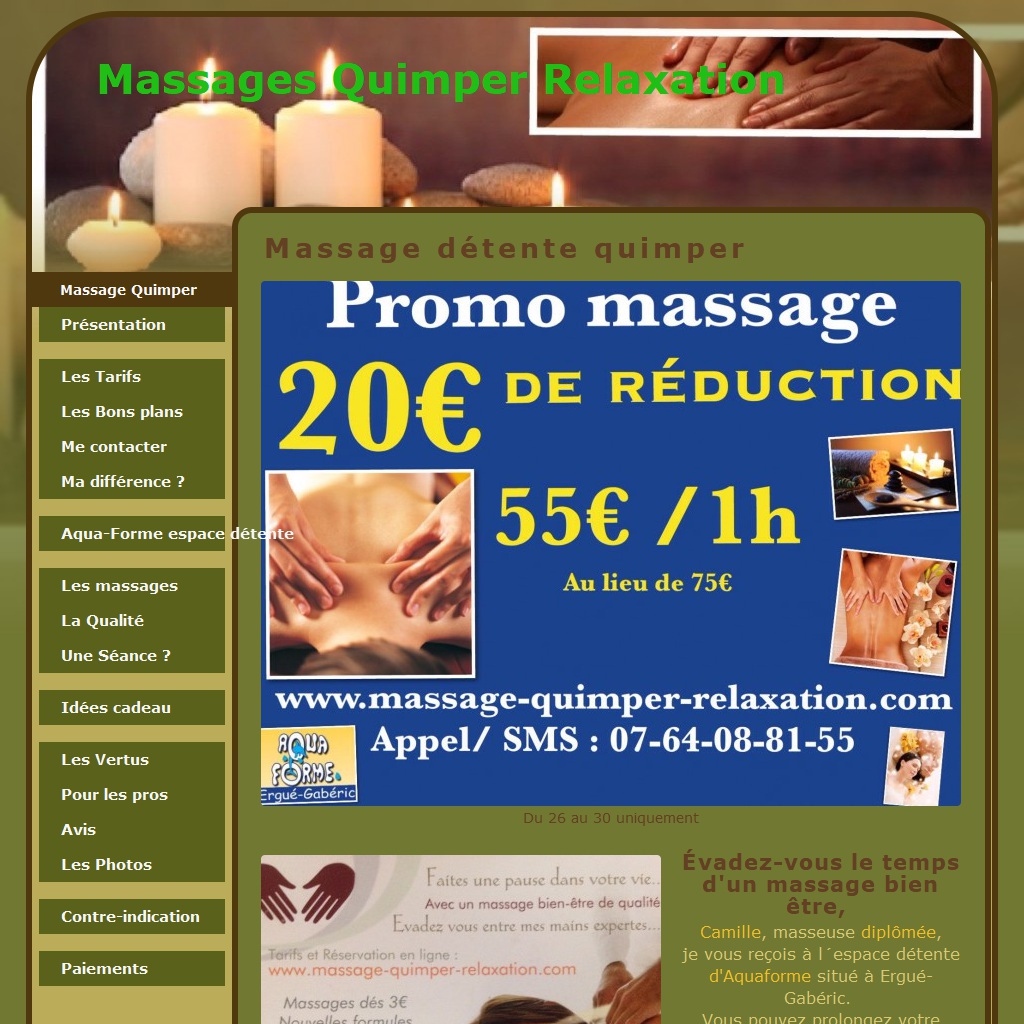 Massages Quimper Relaxation
Massage Quimper
Présentation
Les Tarifs
Les Bons plans
Me contacter
Ma différence ?
Aqua-Forme espace détente
Les massages
La Qualité
Une Séance ?
Idées cadeau
Les Vertus
Pour les pros
Avis
Les Photos
Contre-indication
Paiements
Massage détente quimper
Promo massage
20€ DE RÉDUCTION
55€ /1h
Au lieu de 75€
www.massage-quimper-relaxation.com
Appel/ SMS : 07-64-08-81-55
AQUA
FORME
Ergué-Gabéric
Du 26 au 30 uniquement
Faites une pause dans votre vie...
Avec un massage bien-être de qualité
Evadez vous entre mes mains expertes...
Tarifs et Réservation en ligne :
www.massage-quimper-relaxation.com
Massages dés 3€
Nouvelles formules
Évadez-vous le temps
d'un massage bien
être,
Camille, masseuse diplômée,
je vous reçois à l´espace détente
d'Aquaforme situé à Ergué-
Gabéric.
Vous pouvez prolongez votre